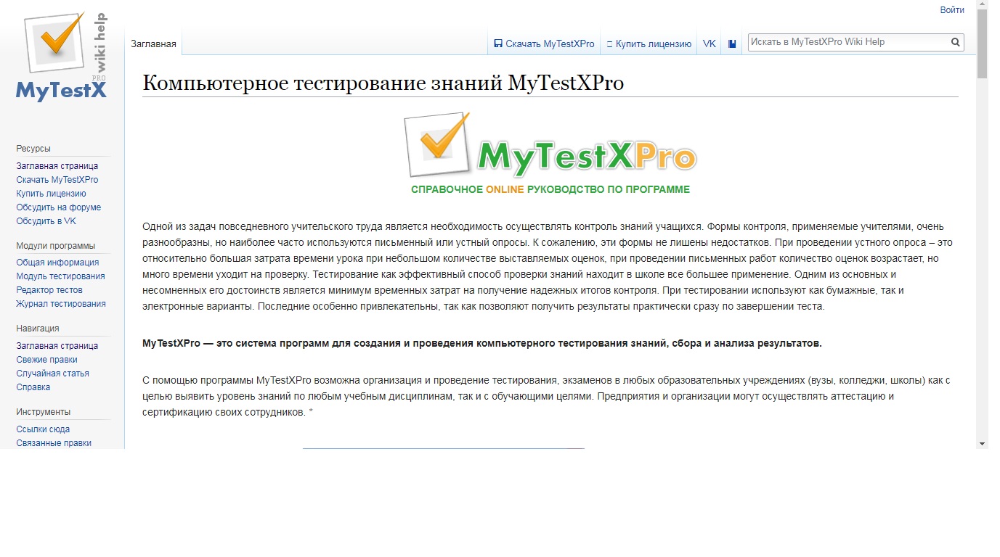 wiki help
PRO
MyTestX
Войти
Заглавная
Скачать MyTestXPro
Купить лицензию
VK
Искать в MyTestXPro Wiki Help
Компьютерное тестирование знаний MyTestXPro
MyTestXPro
СПРАВОЧНОЕ ONLINE РУКОВОДСТВО ПО ПРОГРАММЕ
Ресурсы
Заглавная страница
Скачать MyTestXPro
Купить лицензию
Обсудить на форуме
Обсудить в VK
Модули программы
Общая информация
Модуль тестирования
Редактор тестов
Журнал тестирования
Навигация
Заглавная страница
Свежие правки
Случайная статья
Справка
Инструменты
Ссылки сюда
Связанные правки
Одной из задач повседневного учительского труда является необходимость осуществлять контроль знаний учащихся. Формы контроля, применяемые учителями, очень
разнообразны, но наиболее часто используются письменный или устный опросы. К сожалению, эти формы не лишены недостатков. При проведении устного опроса – это
относительно большая затрата времени урока при небольшом количестве выставляемых оценок, при проведении письменных работ количество оценок возрастает, но
много времени уходит на проверку. Тестирование как эффективный способ проверки знаний находит в школе все большее применение. Одним из основных и
несомненных его достоинств является минимум временных затрат на получение надежных итогов контроля. При тестировании используют как бумажные, так и
электронные варианты. Последние особенно привлекательны, так как позволяют получить результаты практически сразу по завершении теста.
MyTestXPro — это система программ для создания и проведения компьютерного тестирования знаний, сбора и анализа результатов.
С помощью программы MyTestXPro возможна организация и проведение тестирования, экзаменов в любых образовательных учреждениях (вузы, колледжи, школы) как с
целью выявить уровень знаний по любым учебным дисциплинам, так и с обучающими целями. Предприятия и организации могут осуществлять аттестацию и
сертификацию своих сотрудников. *